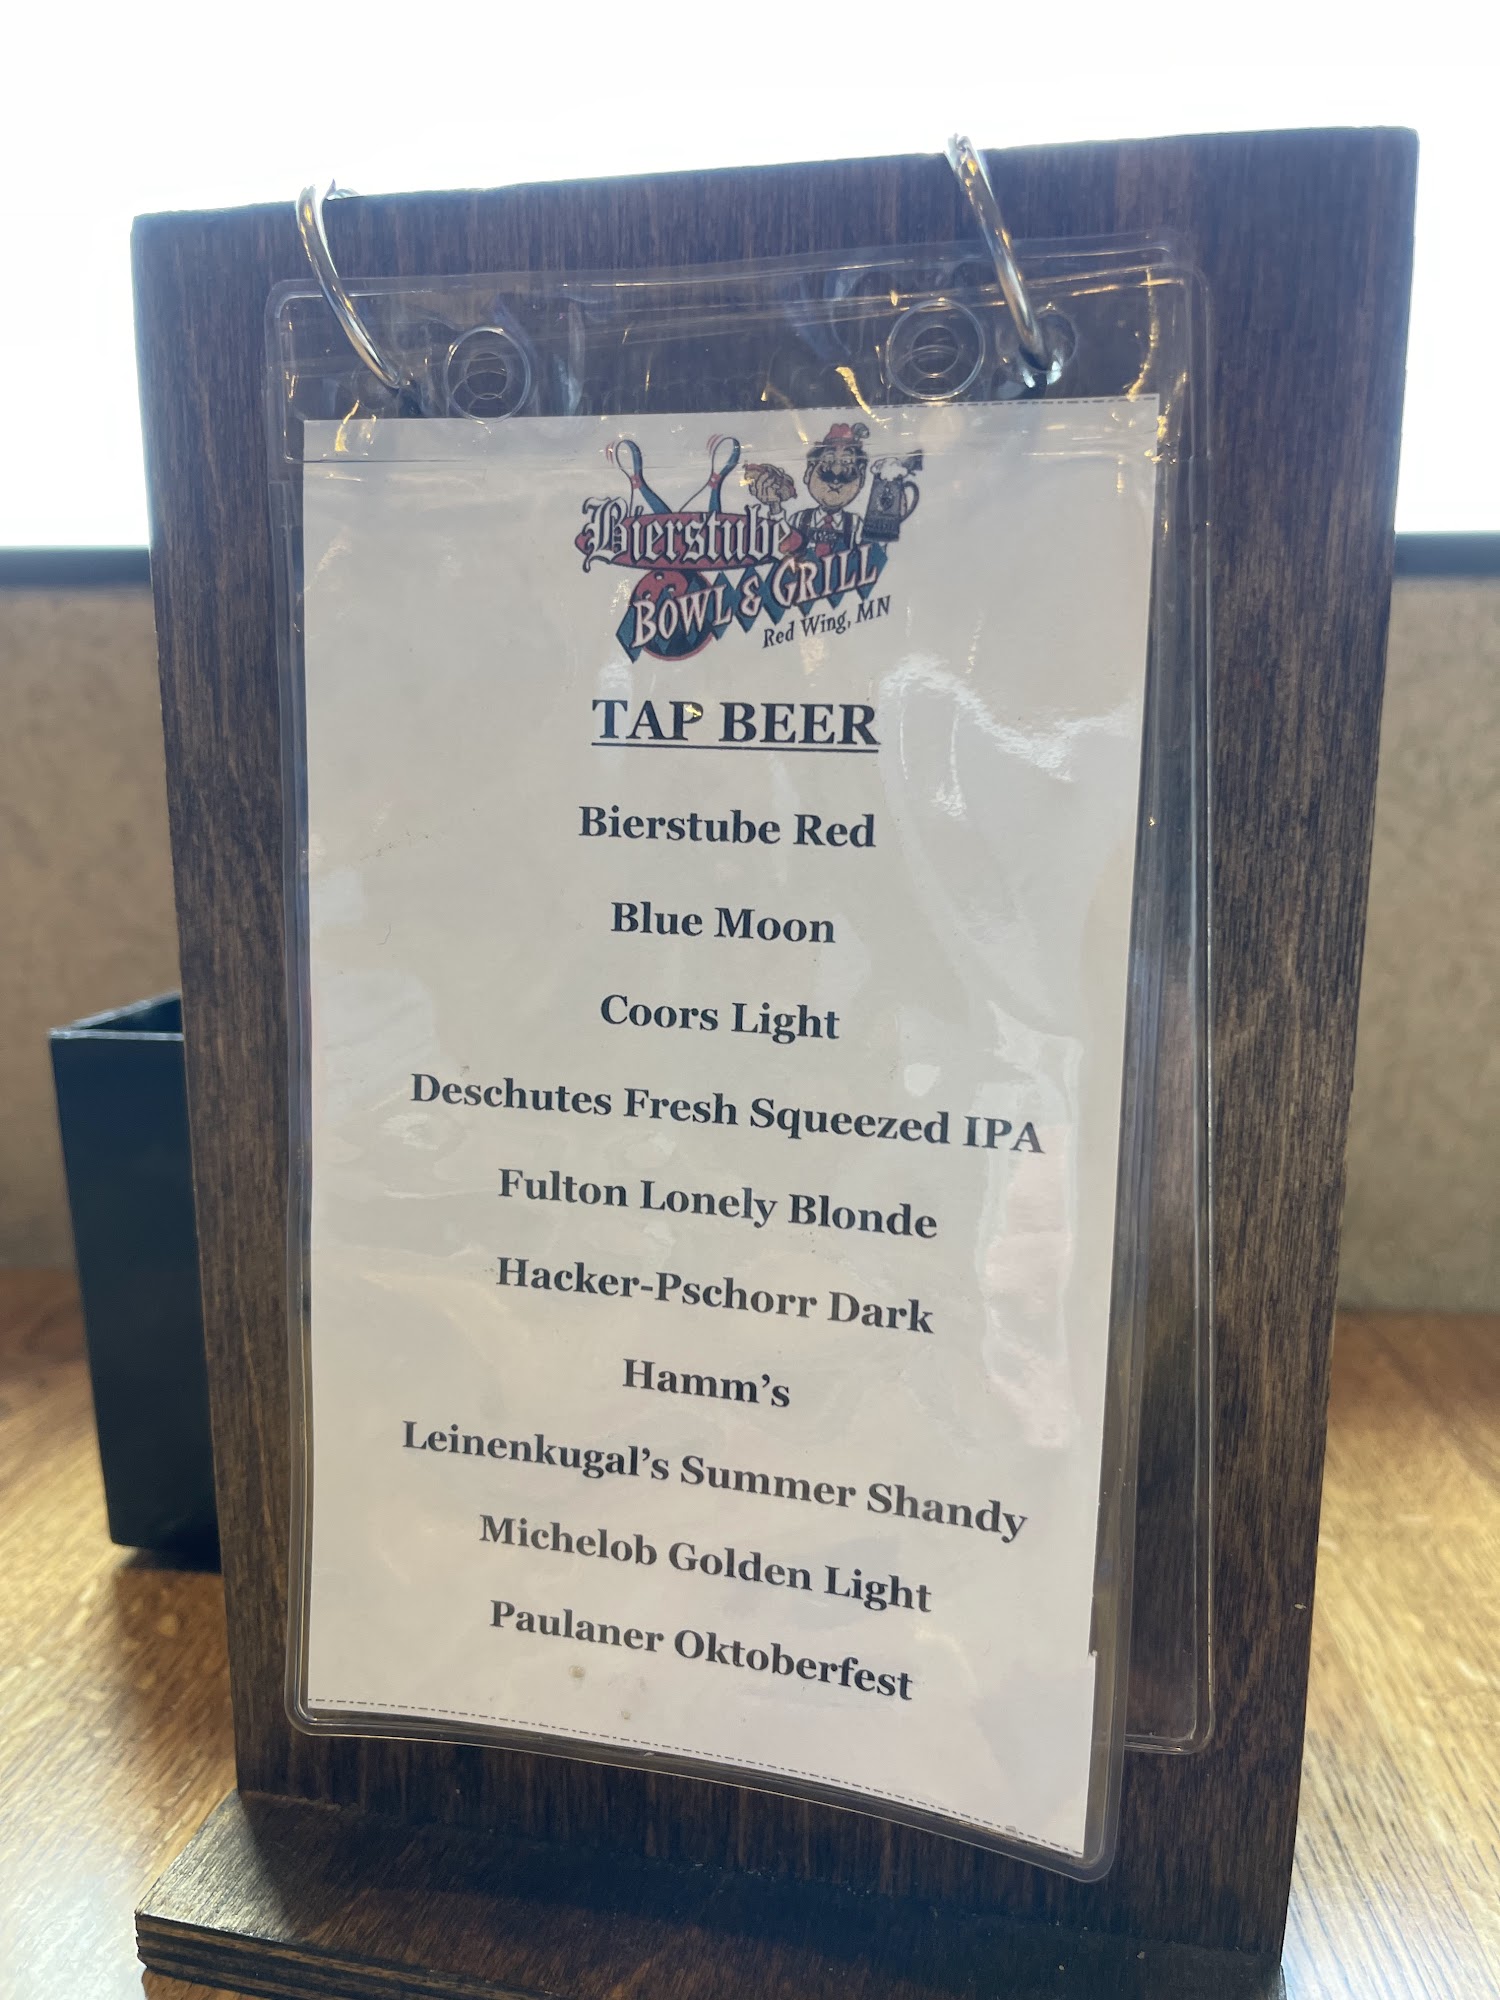 Bierstube
BOWL & GRILL
Red Wing, MN
TAP BEER
Bierstube Red
Blue Moon
Coors Light
Deschutes Fresh Squeezed IPA
Fulton Lonely Blonde
Hacker-Pschorr Dark
Hamm's
Leinenkugal's Summer Shandy
Michelob Golden Light
Paulaner Oktoberfest